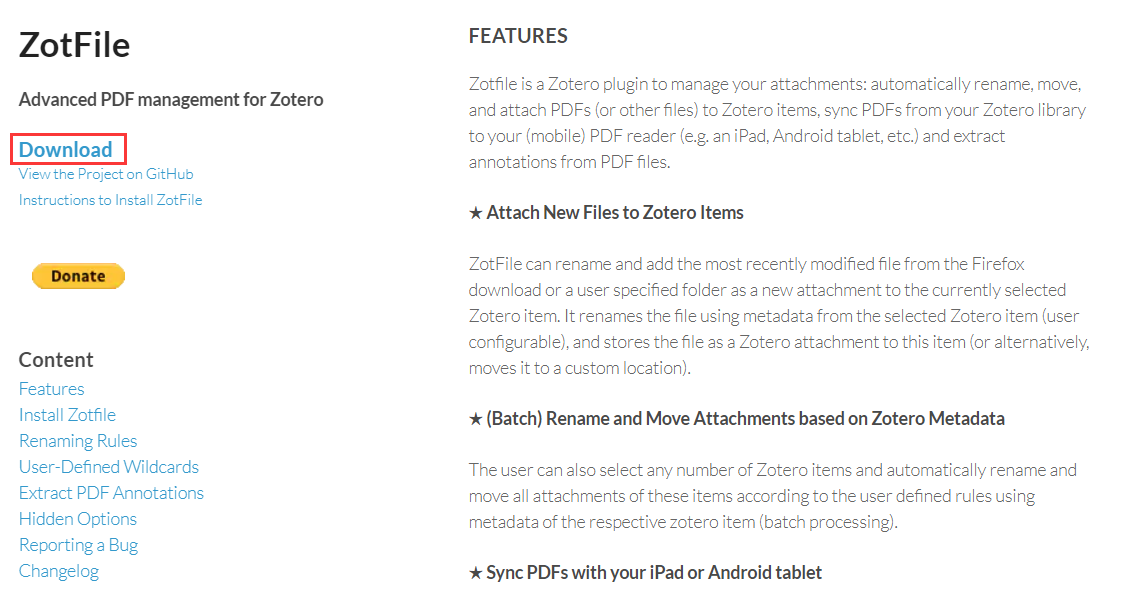 ZotFile
Advanced PDF management for Zotero
Download
View the Project on GitHub
Instructions to Install ZotFile
Donate
Content
Features
Install Zotfile
Renaming Rules
User-Defined Wildcards
Extract PDF Annotations
Hidden Options
Reporting a Bug
Changelog
FEATURES
Zotfile is a Zotero plugin to manage your attachments: automatically rename, move,
and attach PDFs (or other files) to Zotero items, sync PDFs from your Zotero library
to your (mobile) PDF reader (e.g. an iPad, Android tablet, etc.) and extract
annotations from PDF files.
★ Attach New Files to Zotero Items
ZotFile can rename and add the most recently modified file from the Firefox
download or a user specified folder as a new attachment to the currently selected
Zotero item. It renames the file using metadata from the selected Zotero item (user
configurable), and stores the file as a Zotero attachment to this item (or alternatively,
moves it to a custom location).
★ (Batch) Rename and Move Attachments based on Zotero Metadata
The user can also select any number of Zotero items and automatically rename and
move all attachments of these items according to the user defined rules using
metadata of the respective zotero item (batch processing).
★ Sync PDFs with your iPad or Android tablet